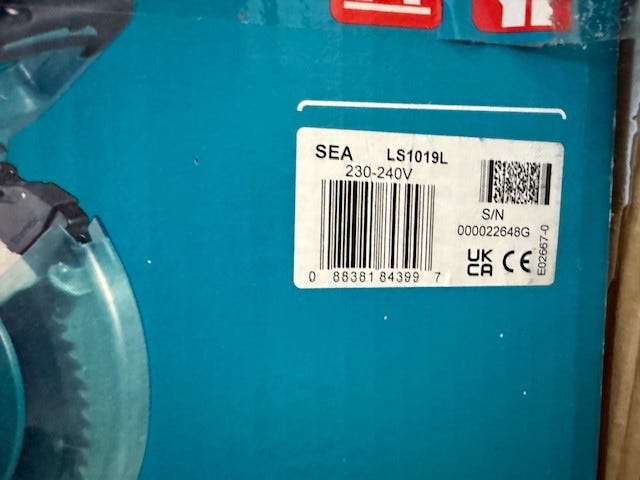 SEA LS1019L
230-240V
S/N
000022648G
0 88381 84399 7
UK
CA CE
E02667-0